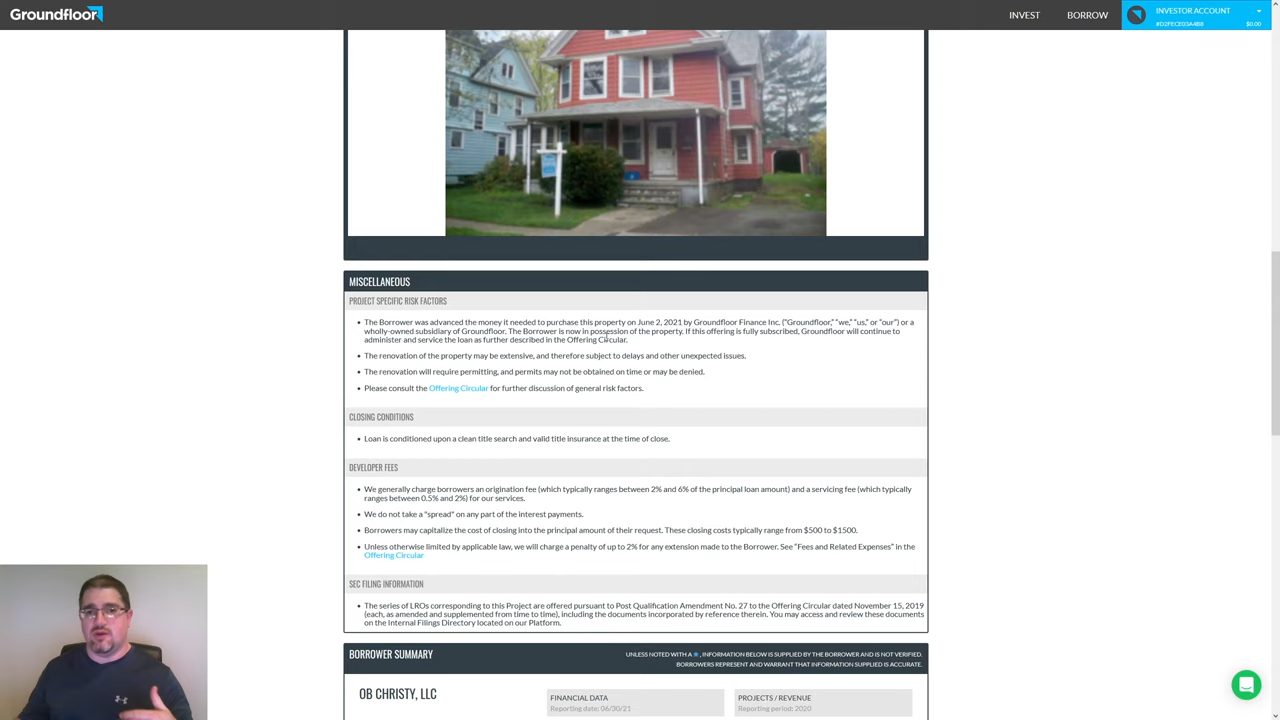 Groundfloor
INVEST
BORROW
INVESTOR ACCOUNT
$0.00
MISCELLANEOUS
PROJECT SPECIFIC RISK FACTORS
• The Borrower was advanced the money it needed to purchase this property on June 2, 2021 by Groundfloor Finance Inc. (“Groundfloor,” “we,” “us,” or “our”) or a
wholly-owned subsidiary of Groundfloor. The Borrower is now in possession of the property. If this offering is fully subscribed, Groundfloor will continue to
administer and service the loan as further described in the Offering Circular.
• The renovation of the property may be extensive, and therefore subject to delays and other unexpected issues.
• The renovation will require permitting, and permits may not be obtained on time or may be denied.
• Please consult the Offering Circular for further discussion of general risk factors.
CLOSING CONDITIONS
• Loan is conditioned upon a clean title search and valid title insurance at the time of close.
DEVELOPER FEES
• We generally charge borrowers an origination fee (which typically ranges between 2% and 6% of the principal loan amount) and a servicing fee (which typically
ranges between 0.5% and 2%) for our services.
• We do not take a "spread" on any part of the interest payments.
• Borrowers may capitalize the cost of closing into the principal amount of their request. These closing costs typically range from $500 to $1500.
• Unless otherwise limited by applicable law, we will charge a penalty of up to 2% for any extension made to the Borrower. See “Fees and Related Expenses” in the
Offering Circular
SEC FILING INFORMATION
• The series of LROs corresponding to this Project are offered pursuant to Post Qualification Amendment No. 27 to the Offering Circular dated November 15, 2019
(each, as amended and supplemented from time to time), including the documents incorporated by reference therein. You may access and review these documents
on the Internal Filings Directory located on our Platform.
BORROWER SUMMARY
UNLESS NOTED WITH A ★, INFORMATION BELOW IS SUPPLIED BY THE BORROWER AND IS NOT VERIFIED.
BORROWERS REPRESENT AND WARRANT THAT INFORMATION SUPPLIED IS ACCURATE.
OB CHRISTY, LLC
FINANCIAL DATA
Reporting date: 06/30/21
PROJECTS / REVENUE
Reporting period: 2020